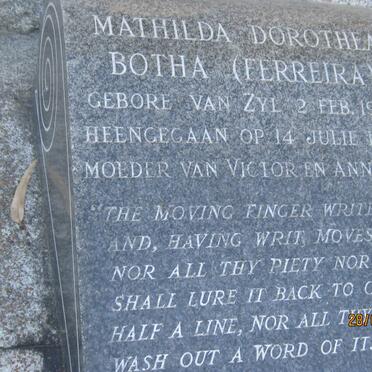 MATHILDA DOROTHEA
BOTHA (FERREIRA)
GEBORE VAN ZYL 2 FEB. 19
HEENGEGAAN OP 14 JULIE 1
MOEDER VAN VICTOR EN ANN
"THE MOVING FINGER WRIT
AND, HAVING WRIT, MOVES
NOR ALL THY PIETY NOR
SHALL LURE IT BACK TO C
HALF A LINE, NOR ALL
WASH OUT A WORD OF IT